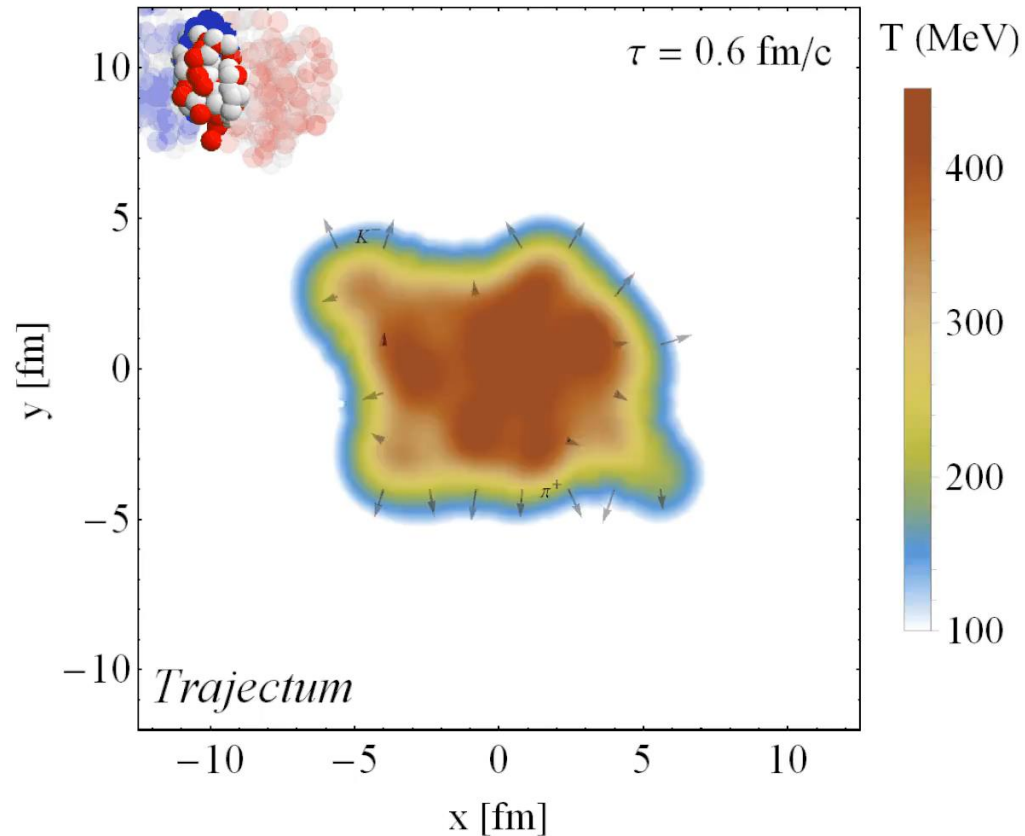 τ = 0.6 fm/c
T (MeV)
10
5
0
−5
−10
y [fm]
K⁻
π⁺
Trajectum
−10
−5
0
5
10
x [fm]
400
300
200
100